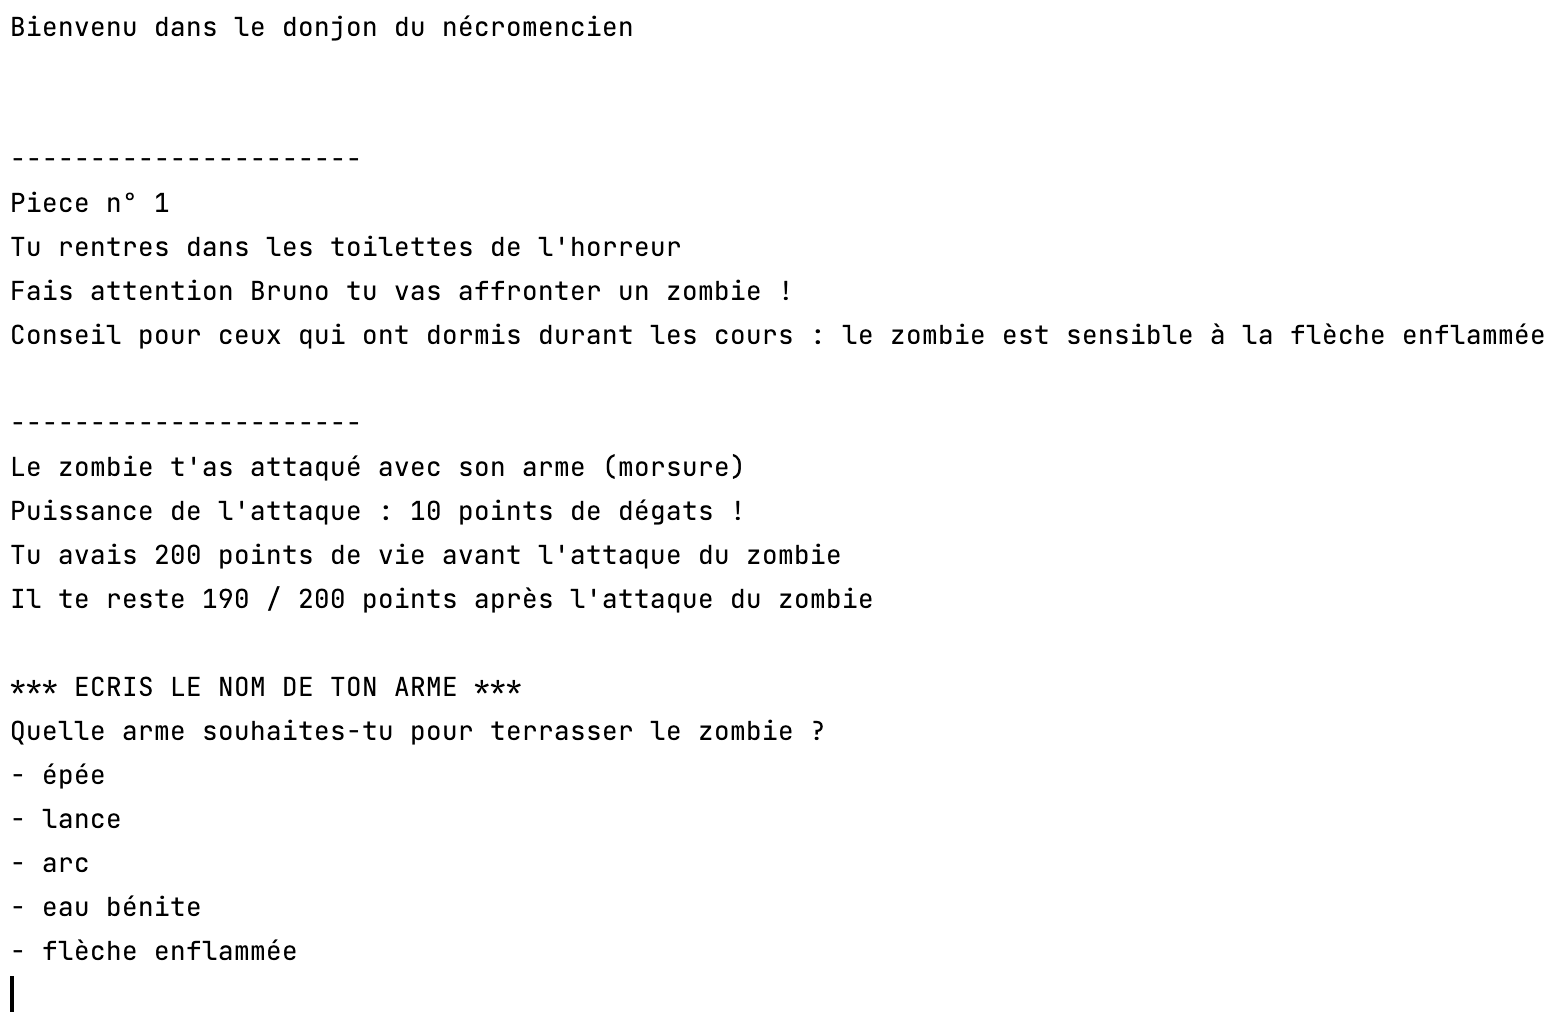 Bienvenu dans le donjon du nécromencien
----------------------
Piece n° 1
Tu rentres dans les toilettes de l'horreur
Fais attention Bruno tu vas affronter un zombie !
Conseil pour ceux qui ont dormis durant les cours : le zombie est sensible à la flèche enflammée
----------------------
Le zombie t'as attaqué avec son arme (morsure)
Puissance de l'attaque : 10 points de dégats !
Tu avais 200 points de vie avant l'attaque du zombie
Il te reste 190 / 200 points après l'attaque du zombie
*** ECRIS LE NOM DE TON ARME ***
Quelle arme souhaites-tu pour terrasser le zombie ?
- épée
- lance
- arc
- eau bénite
- flèche enflammée